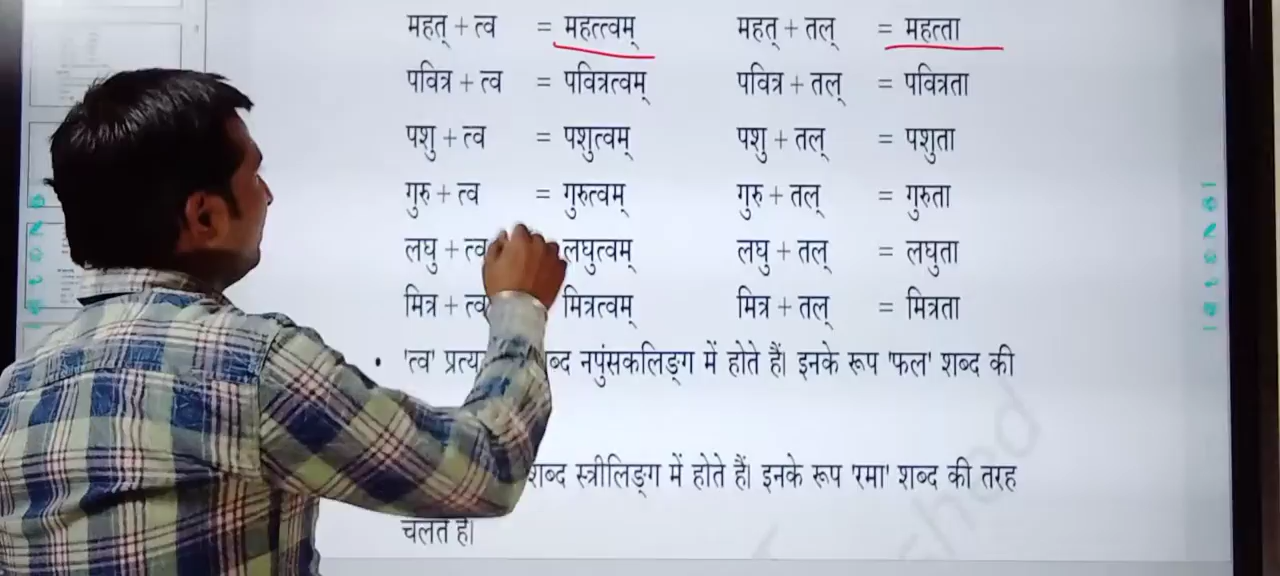 महत् + त्व = महत्त्वम् महत् + तल् = महत्ता
पवित्र + त्व = पवित्रत्वम् पवित्र + तल् = पवित्रता
पशु + त्व = पशुत्वम् पशु + तल् = पशुता
गुरु + त्व = गुरुत्वम् गुरु + तल् = गुरुता
लघु + त्व लघुत्वम् लघु + तल् = लघुता
मित्र + त्व मित्रत्वम् मित्र + तल् = मित्रता
• 'त्व' नपुंसकलिङ्ग में होते हैं। इनके रूप 'फल' शब्द की
शब्द स्त्रीलिङ्ग में होते हैं। इनके रूप 'रमा' शब्द की तरह
चलते हैं।